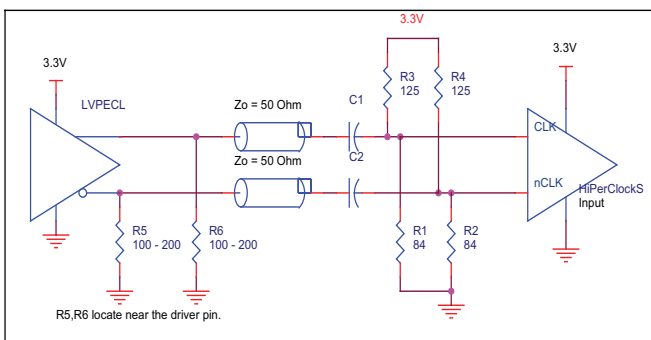 3.3V
3.3V
3.3V
LVPECL
R3
125
R4
125
Zo = 50 Ohm
C1
CLK
Zo = 50 Ohm
C2
nCLK
HiPerClockS
Input
R5
100 - 200
R6
100 - 200
R1
84
R2
84
R5,R6 locate near the driver pin.